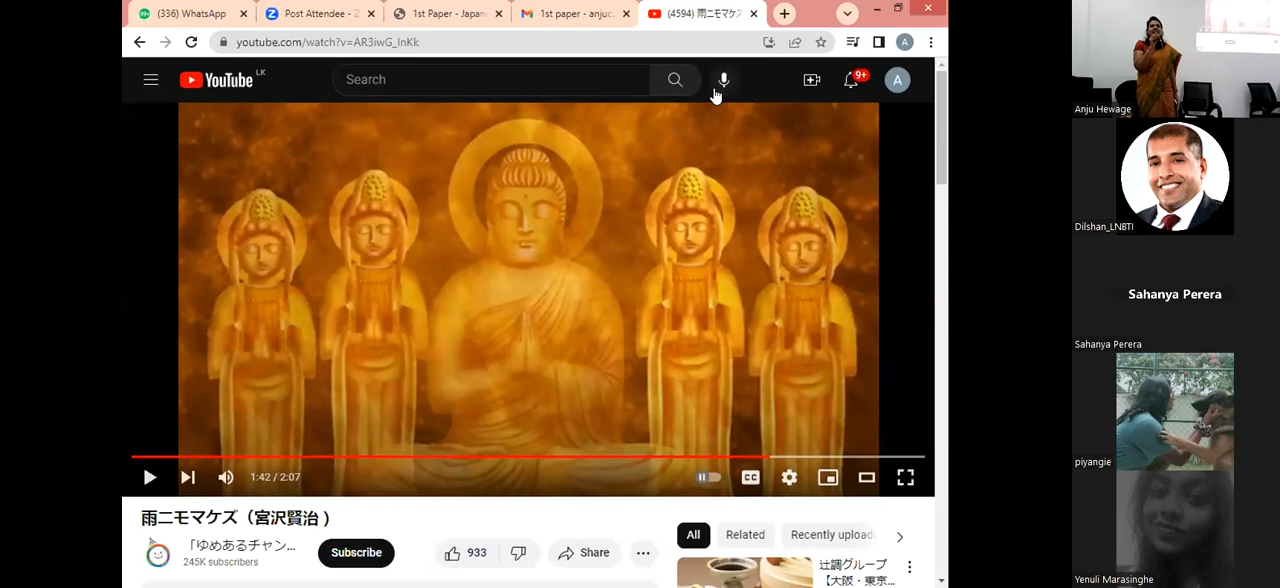 (336) WhatsApp
Post Attendee - Z
1st Paper - Japan
1st paper - anjuc
(4594) 雨ニモマケズ
youtube.com/watch?v=AR3iwG_InKk
A
YouTube LK
Search
9+
A
1:42 / 2:07
CC
雨ニモマケズ（宮沢賢治 ）
「ゆめあるチャン...
245K subscribers
Subscribe
933
Share
All
Related
Recently upload
辻調グループ
【大阪・東京...
Anju Hewage
Dilshan_LNBTI
Sahanya Perera
Sahanya Perera
piyangie
Yenuli Marasinghe